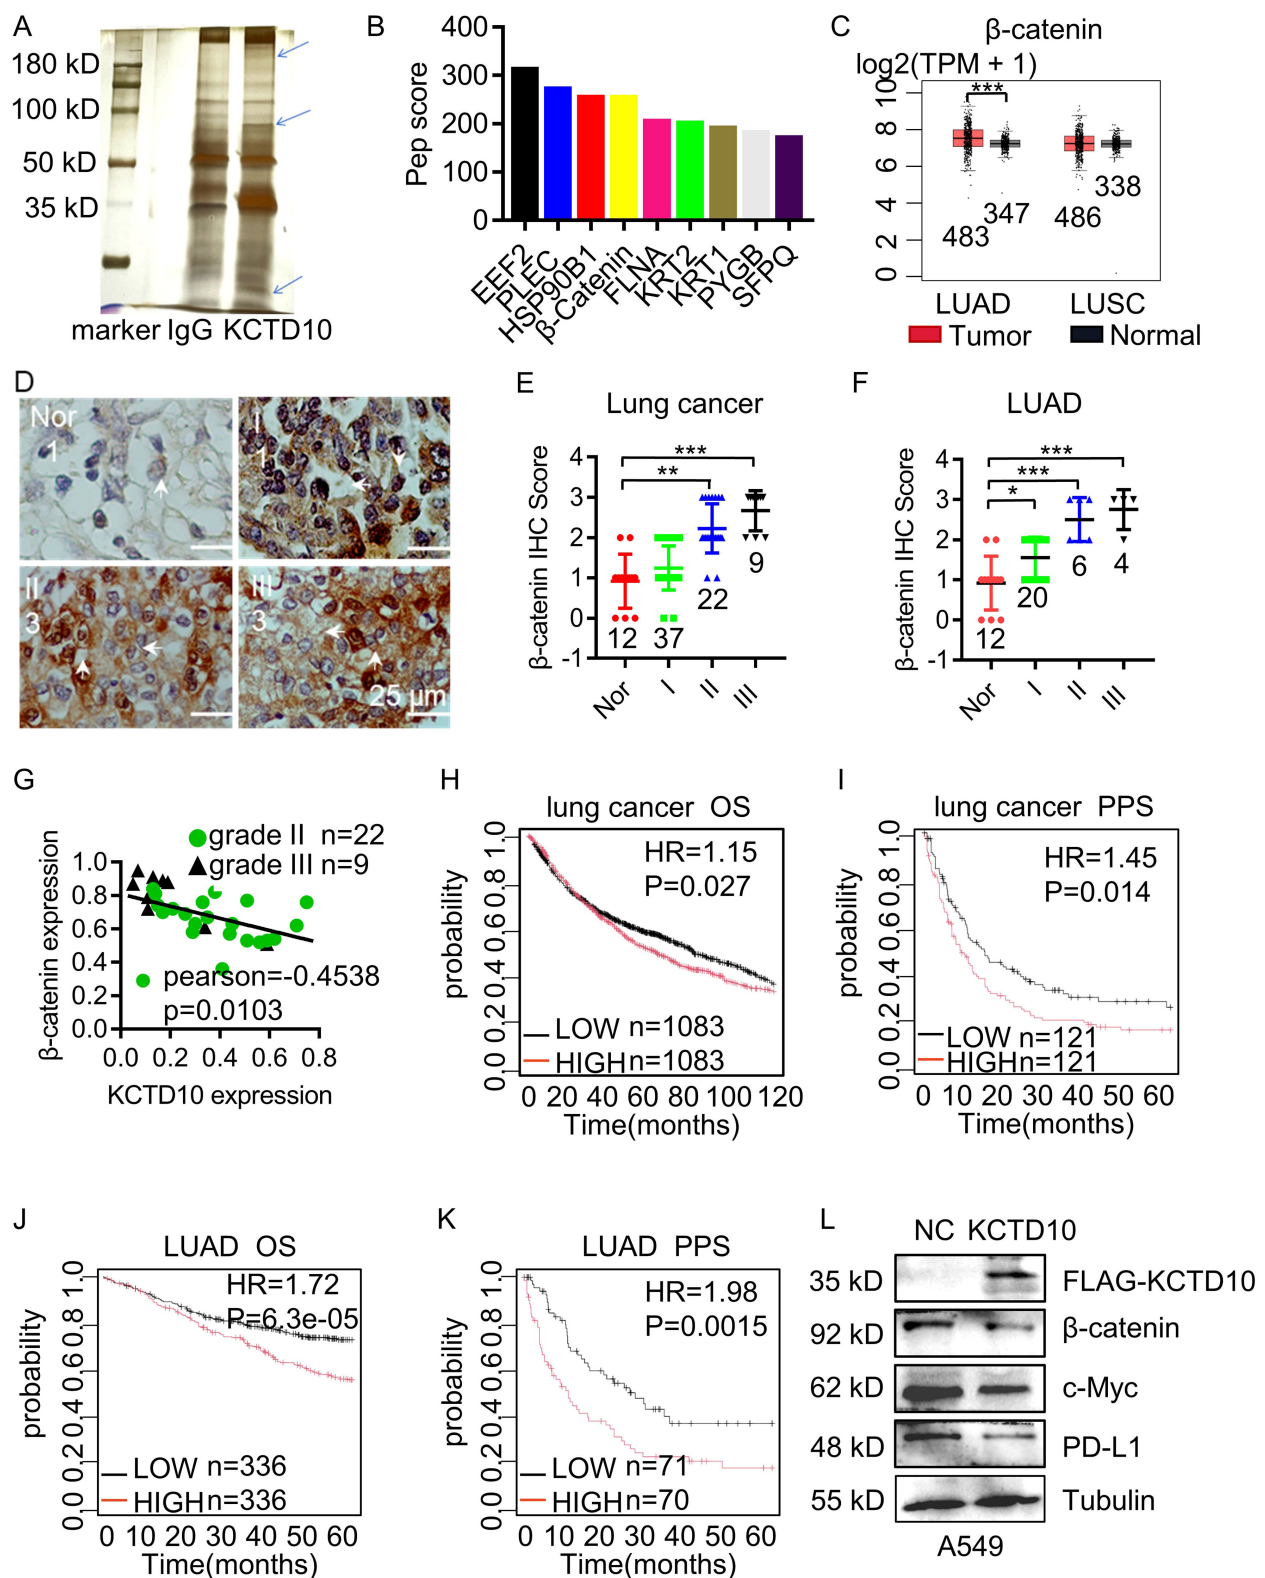 A
180 kD
100 kD
50 kD
35 kD
marker IgG KCTD10
B
Pep score
400
300
200
100
0
EEF2
PLEC
HSP90B1
β-Catenin
FLNA
KRT2
KRT1
PYGB
SFPQ
C
β-catenin
log2(TPM + 1)
10
8
6
4
2
0
***
483
347
486
338
LUAD LUSC
Tumor Normal
D
Nor
1
I
1
II
3
III
3
25 µm
E
Lung cancer
β-catenin IHC Score
4
3
2
1
0
-1
***
**
12
37
22
9
Nor I II III
F
LUAD
β-catenin IHC Score
4
3
2
1
0
-1
***
***
*
12
20
6
4
Nor I II III
G
grade II n=22
grade III n=9
β-catenin expression
1.0
0.8
0.6
0.4
0.2
0.0
pearson=-0.4538
p=0.0103
0.0 0.2 0.4 0.6 0.8
KCTD10 expression
H
lung cancer OS
probability
0.0 0.2 0.4 0.6 0.8 1.0
HR=1.15
P=0.027
LOW n=1083
HIGH n=1083
0 20 40 60 80 100 120
Time(months)
I
lung cancer PPS
probability
0.0 0.2 0.4 0.6 0.8 1.0
HR=1.45
P=0.014
LOW n=121
HIGH n=121
0 10 20 30 40 50 60
Time(months)
J
LUAD OS
probability
0.0 0.2 0.4 0.6 0.8 1.0
HR=1.72
P=6.3e-05
LOW n=336
HIGH n=336
0 10 20 30 40 50 60
Time(months)
K
LUAD PPS
probability
0.0 0.2 0.4 0.6 0.8 1.0
HR=1.98
P=0.0015
LOW n=71
HIGH n=70
0 10 20 30 40 50 60
Time(months)
L
NC KCTD10
35 kD FLAG-KCTD10
92 kD β-catenin
62 kD c-Myc
48 kD PD-L1
55 kD Tubulin
A549